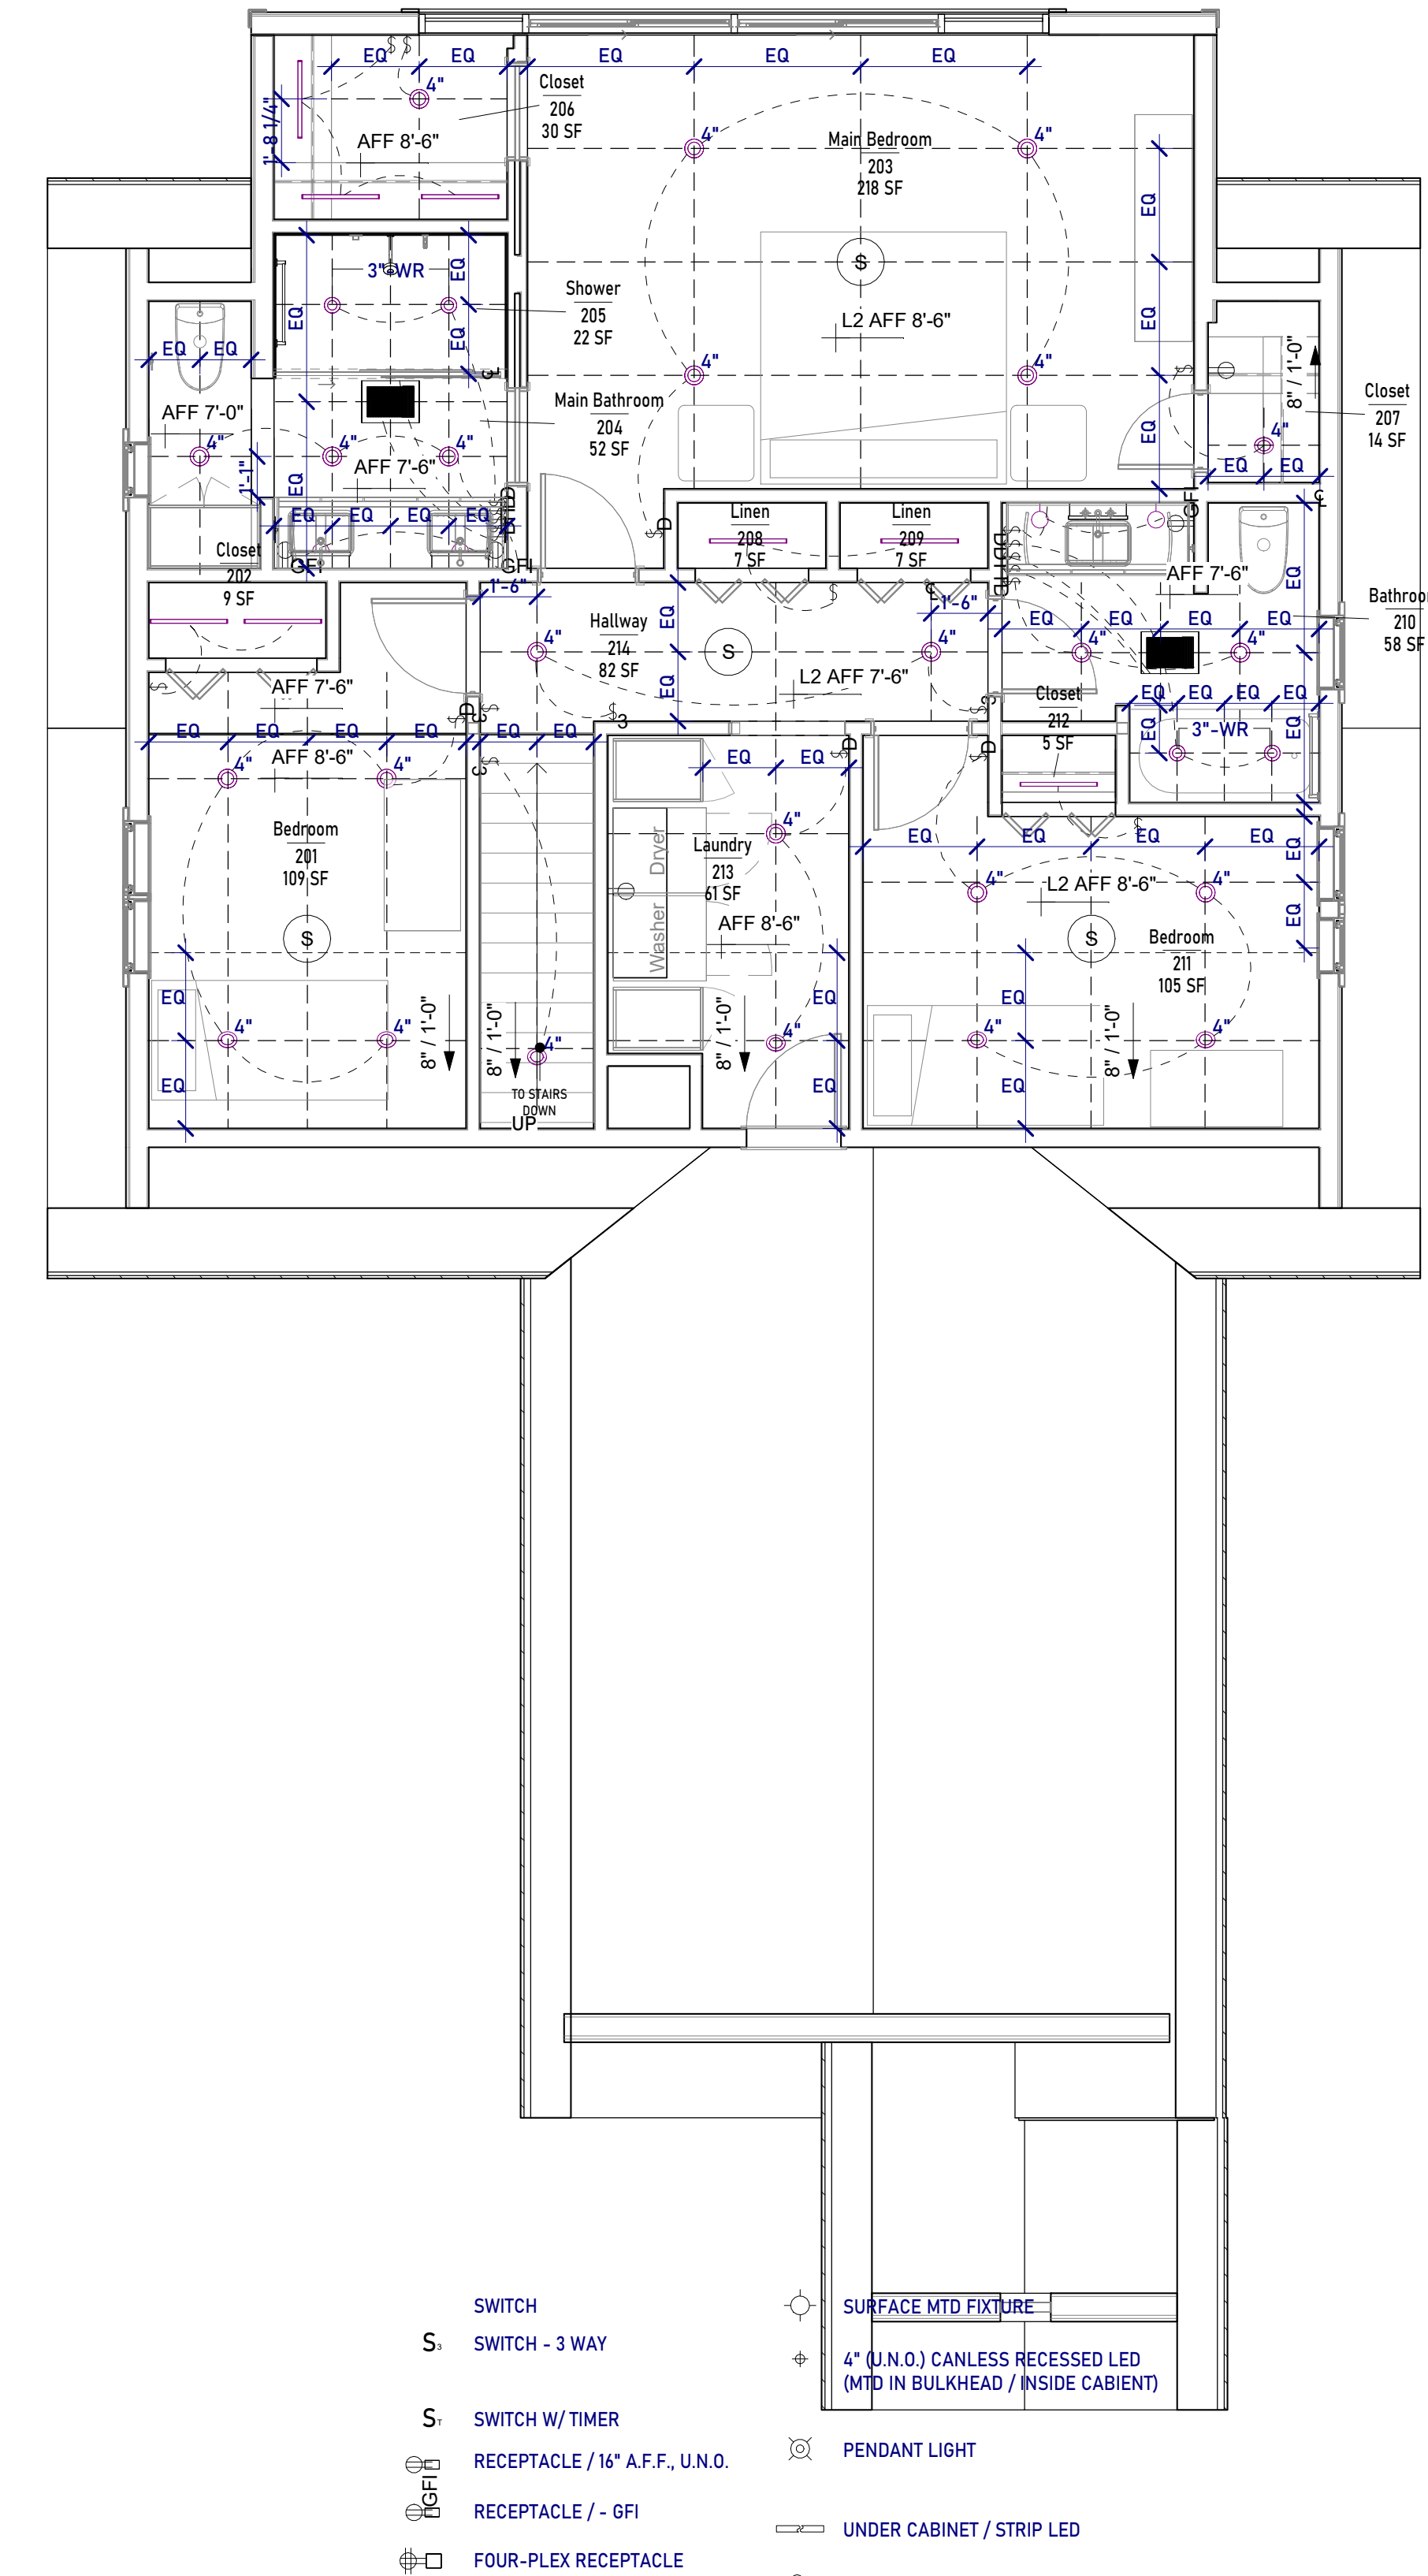 EQ EQ EQ EQ EQ
4"
Closet
206
30 SF
1'-8 1/4"
AFF 8'-6"
4"
4"
Main Bedroom
203
218 SF
EQ
S
3"-WR
EQ
EQ
EQ
Shower
205
22 SF
L2 AFF 8'-6"
EQ
EQ EQ
4"
4"
8" / 1'-0"
Closet
207
14 SF
AFF 7'-0"
Main Bathroom
204
52 SF
4"
4"
4"
AFF 7'-6"
1'-1"
EQ
EQ
4"
EQ EQ
EQ EQ EQ EQ
D
GFI
Linen
208
7 SF
Linen
209
7 SF
Closet
202
9 SF
GFI
GFI
AFF 7'-6"
EQ
1'-6"
1'-6"
Bathroom
210
58 SF
EQ
Hallway
214
82 SF
EQ EQ EQ EQ
4"
S
4"
4"
4"
L2 AFF 7'-6"
AFF 7'-6"
EQ
Closet
212
5 SF
EQ EQ EQ EQ
D
3
3
3
EQ EQ EQ EQ EQ EQ
EQ
3"-WR
EQ
AFF 8'-6"
D
D
3
EQ EQ
4"
4"
4"
Bedroom
201
109 SF
Dryer
Laundry
213
61 SF
EQ EQ EQ EQ
EQ
4"
L2 AFF 8'-6"
4"
EQ
Washer
AFF 8'-6"
S
S
Bedroom
211
105 SF
EQ
EQ
EQ
8" / 1'-0"
8" / 1'-0"
8" / 1'-0"
8" / 1'-0"
4"
4"
4"
4"
4"
4"
EQ
EQ
EQ
TO STAIRS
DOWN
UP
SWITCH
SURFACE MTD FIXTURE
S3 SWITCH - 3 WAY
4" (U.N.O.) CANLESS RECESSED LED
(MTD IN BULKHEAD / INSIDE CABIENT)
ST SWITCH W/ TIMER
PENDANT LIGHT
RECEPTACLE / 16" A.F.F., U.N.O.
GFI
RECEPTACLE / - GFI
UNDER CABINET / STRIP LED
FOUR-PLEX RECEPTACLE